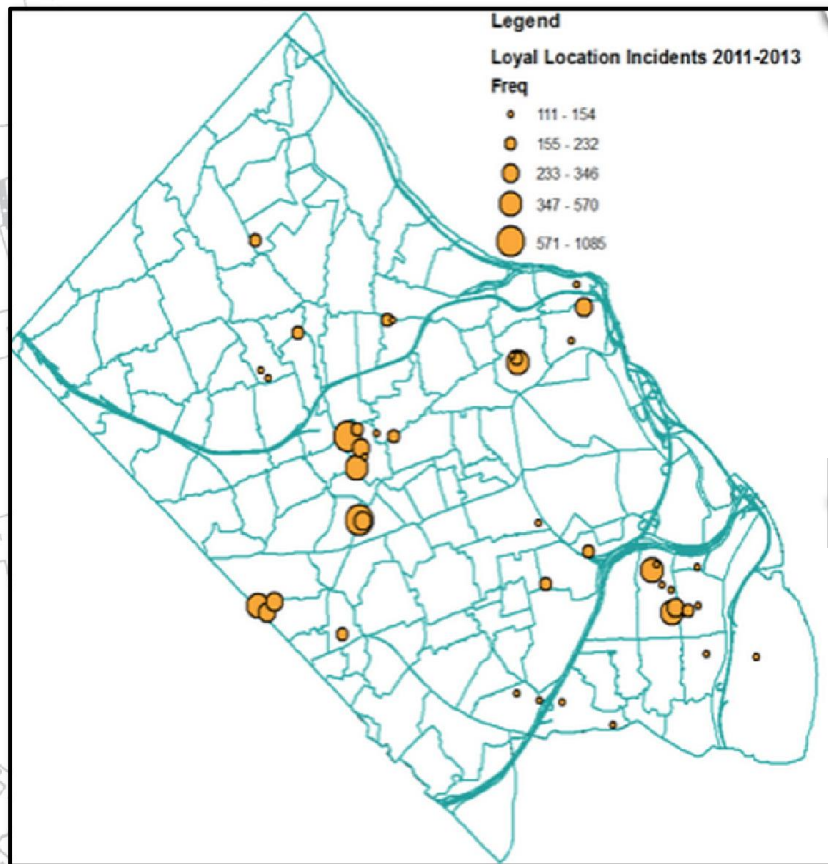 Legend
Loyal Location Incidents 2011-2013
Freq
111 - 154
155 - 232
233 - 346
347 - 570
571 - 1085